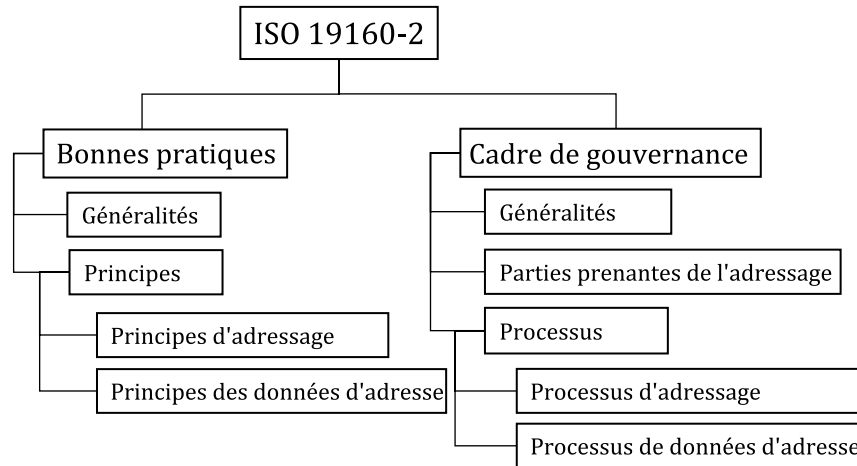 ISO 19160-2
Bonnes pratiques
Généralités
Principes
Principes d'adressage
Principes des données d'adresse
Cadre de gouvernance
Généralités
Parties prenantes de l'adressage
Processus
Processus d'adressage
Processus de données d'adresse